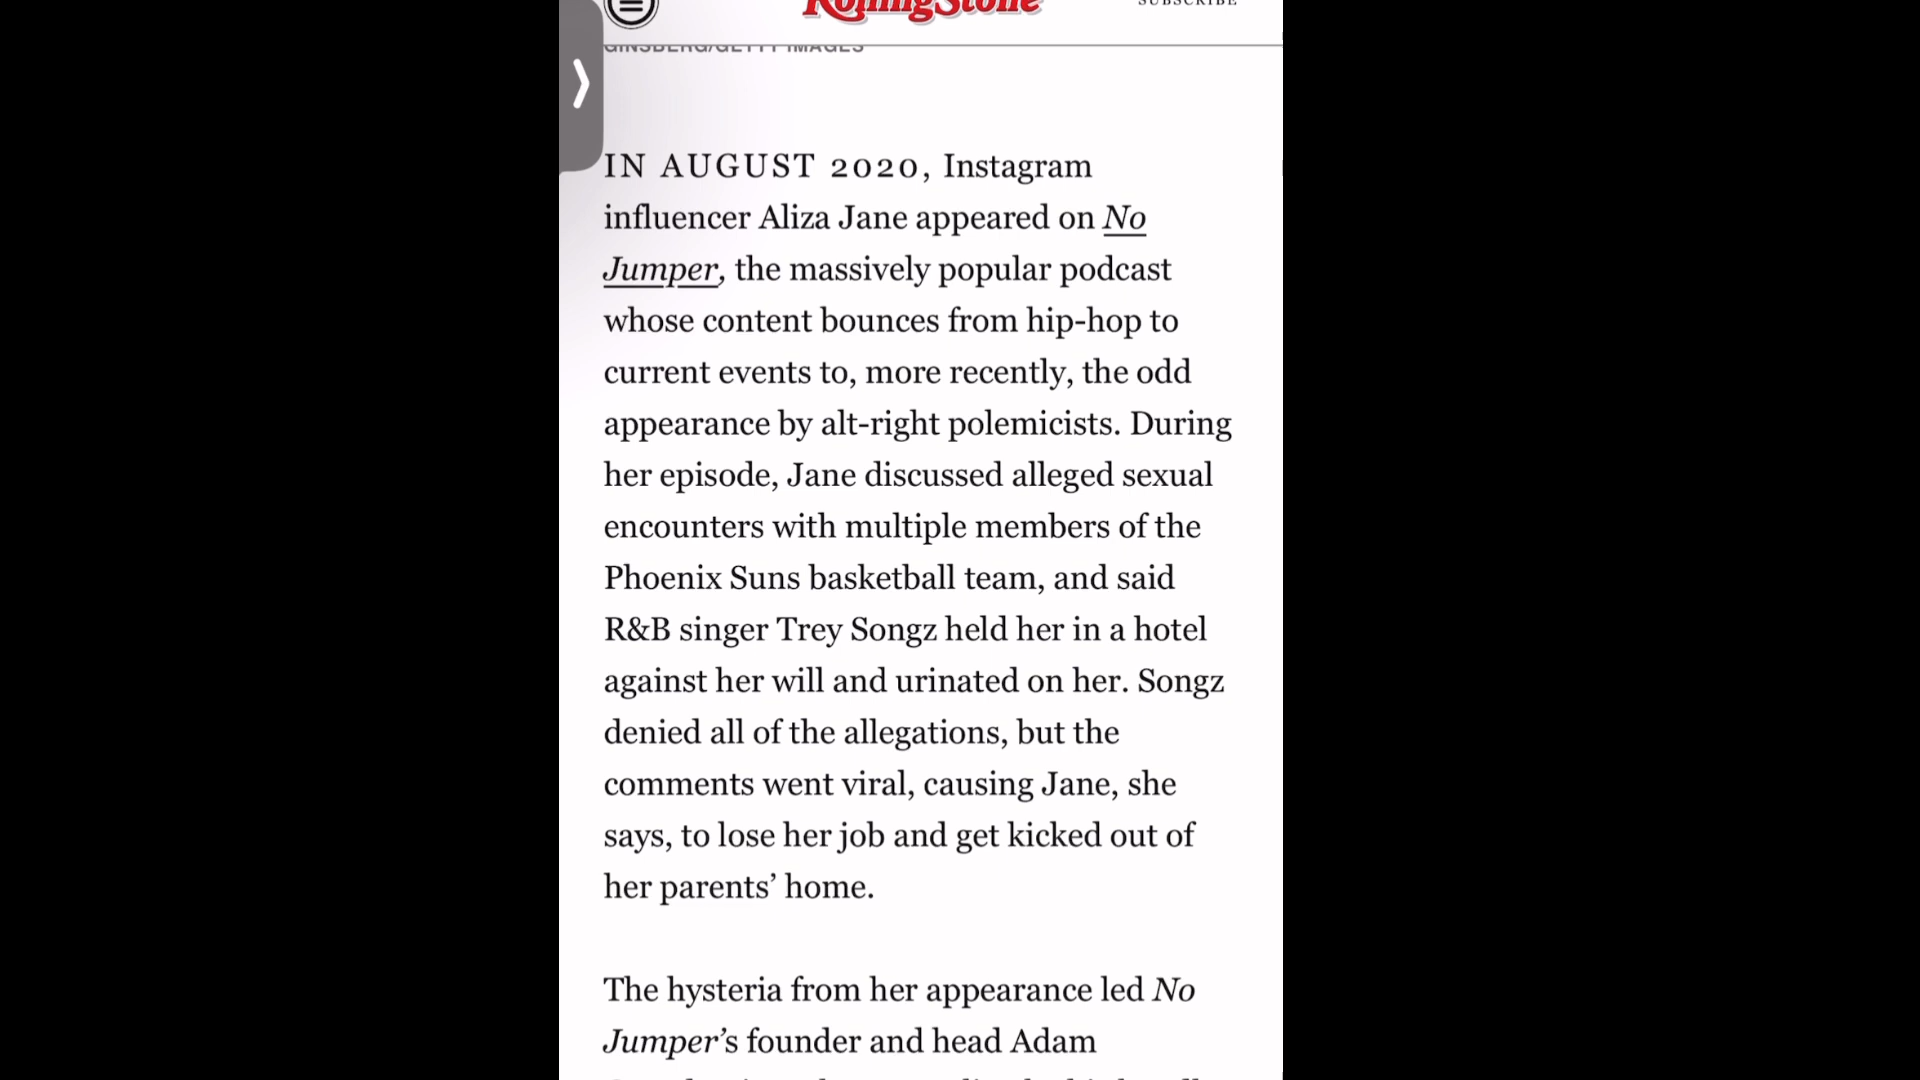 RollingStone
SUBSCRIBE
GINSBERG/GETTY IMAGES
IN AUGUST 2020, Instagram
influencer Aliza Jane appeared on No
Jumper, the massively popular podcast
whose content bounces from hip-hop to
current events to, more recently, the odd
appearance by alt-right polemicists. During
her episode, Jane discussed alleged sexual
encounters with multiple members of the
Phoenix Suns basketball team, and said
R&B singer Trey Songz held her in a hotel
against her will and urinated on her. Songz
denied all of the allegations, but the
comments went viral, causing Jane, she
says, to lose her job and get kicked out of
her parents’ home.
The hysteria from her appearance led No
Jumper’s founder and head Adam